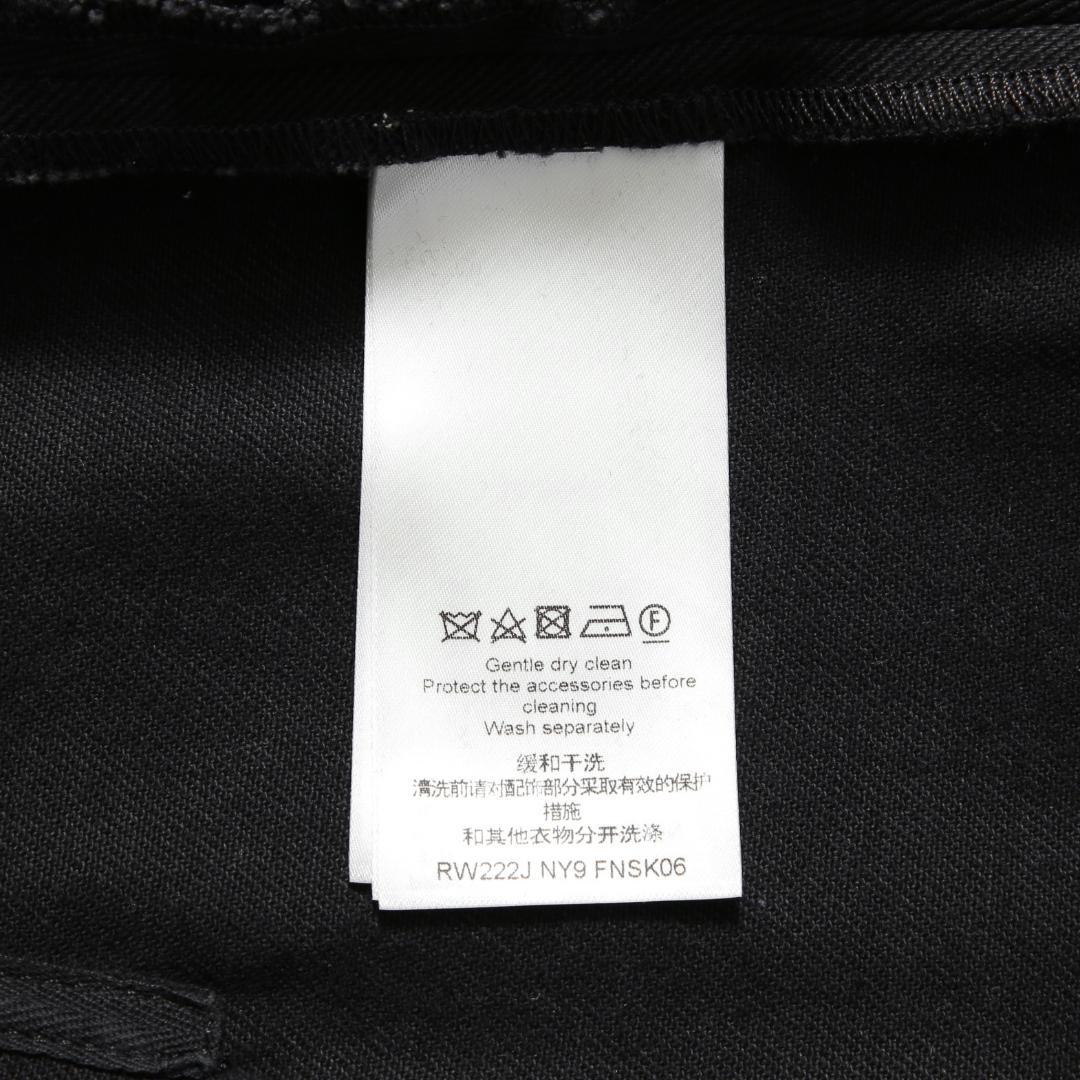 F
Gentle dry clean
Protect the accessories before
cleaning
Wash separately
缓和干洗
清洗前请对配饰部分采取有效的保护
措施
和其他衣物分开洗涤
RW222J NY9 FNSK06